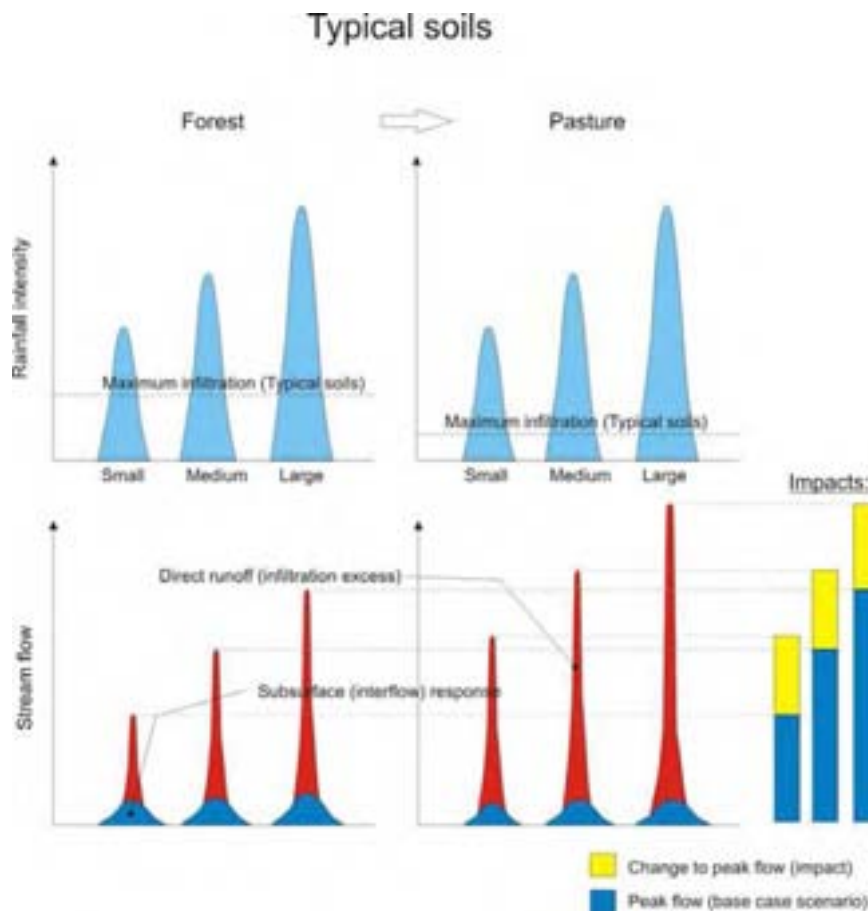 Typical soils
Forest
Pasture
Rainfall intensity
Maximum infiltration (Typical soils)
Maximum infiltration (Typical soils)
Small Medium Large
Small Medium Large
Impacts:
Stream flow
Direct runoff (infiltration excess)
Subsurface (interflow) response
Change to peak flow (impact)
Peak flow (base case scenario)